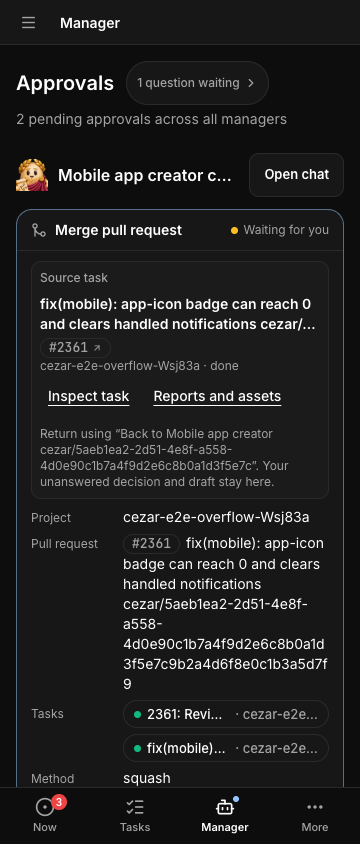 Manager
Approvals
1 question waiting
2 pending approvals across all managers
Mobile app creator c...
Open chat
Merge pull request
Waiting for you
Source task
fix(mobile): app-icon badge can reach 0
and clears handled notifications cezar/...
#2361
cezar-e2e-overflow-Wsj83a · done
Inspect task
Reports and assets
Return using “Back to Mobile app creator
cezar/5aeb1ea2-2d51-4e8f-a558-
4d0e90c1b7a4f9d2e6c8b0a1d3f5e7c”. Your
unanswered decision and draft stay here.
Project
cezar-e2e-overflow-Wsj83a
Pull request
#2361 fix(mobile): app-icon
badge can reach 0 and clears
handled notifications
cezar/5aeb1ea2-2d51-4e8f-
a558-
4d0e90c1b7a4f9d2e6c8b0a1d
3f5e7c9b2a4d6f8e0c1b3a5d7f
9
Tasks
2361: Revi... · cezar-e2e...
fix(mobile)... · cezar-e2e...
Method
squash
3
Now
Tasks
Manager
More